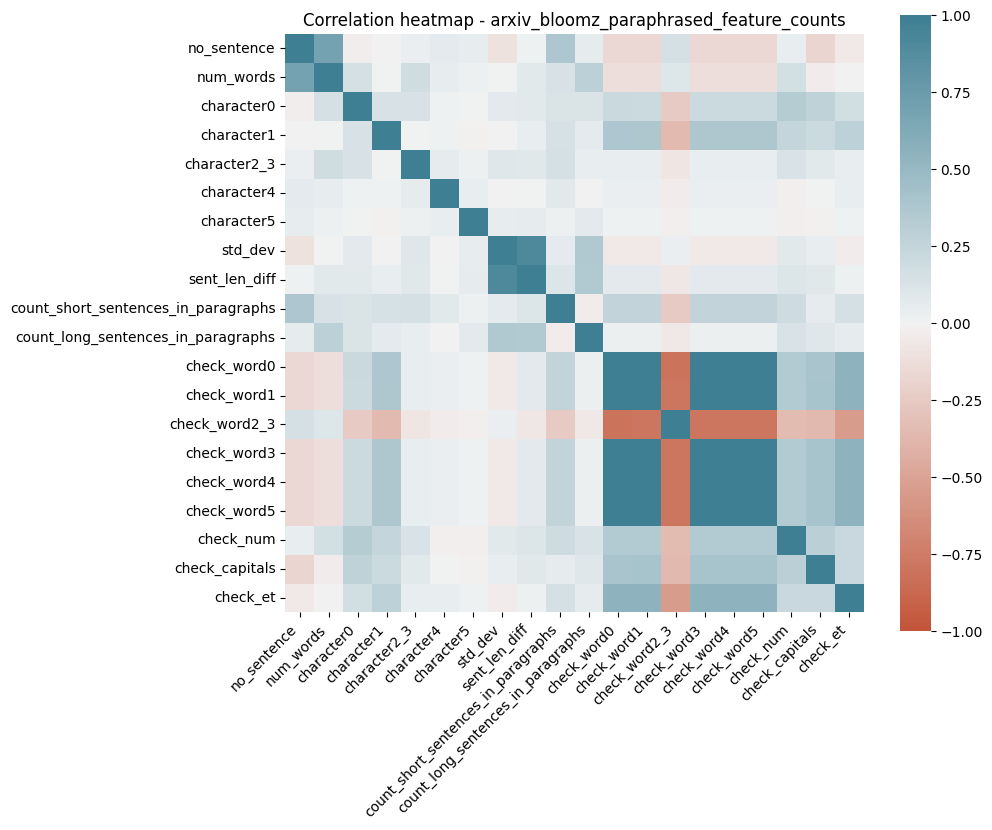 Correlation heatmap - arxiv_bloomz_paraphrased_feature_counts
no_sentence
num_words
character0
character1
character2_3
character4
character5
std_dev
sent_len_diff
count_short_sentences_in_paragraphs
count_long_sentences_in_paragraphs
check_word0
check_word1
check_word2_3
check_word3
check_word4
check_word5
check_num
check_capitals
check_et
no_sentence
num_words
character0
character1
character2_3
character4
character5
std_dev
sent_len_diff
count_short_sentences_in_paragraphs
count_long_sentences_in_paragraphs
check_word0
check_word1
check_word2_3
check_word3
check_word4
check_word5
check_num
check_capitals
check_et
1.00
0.75
0.50
0.25
0.00
−0.25
−0.50
−0.75
−1.00